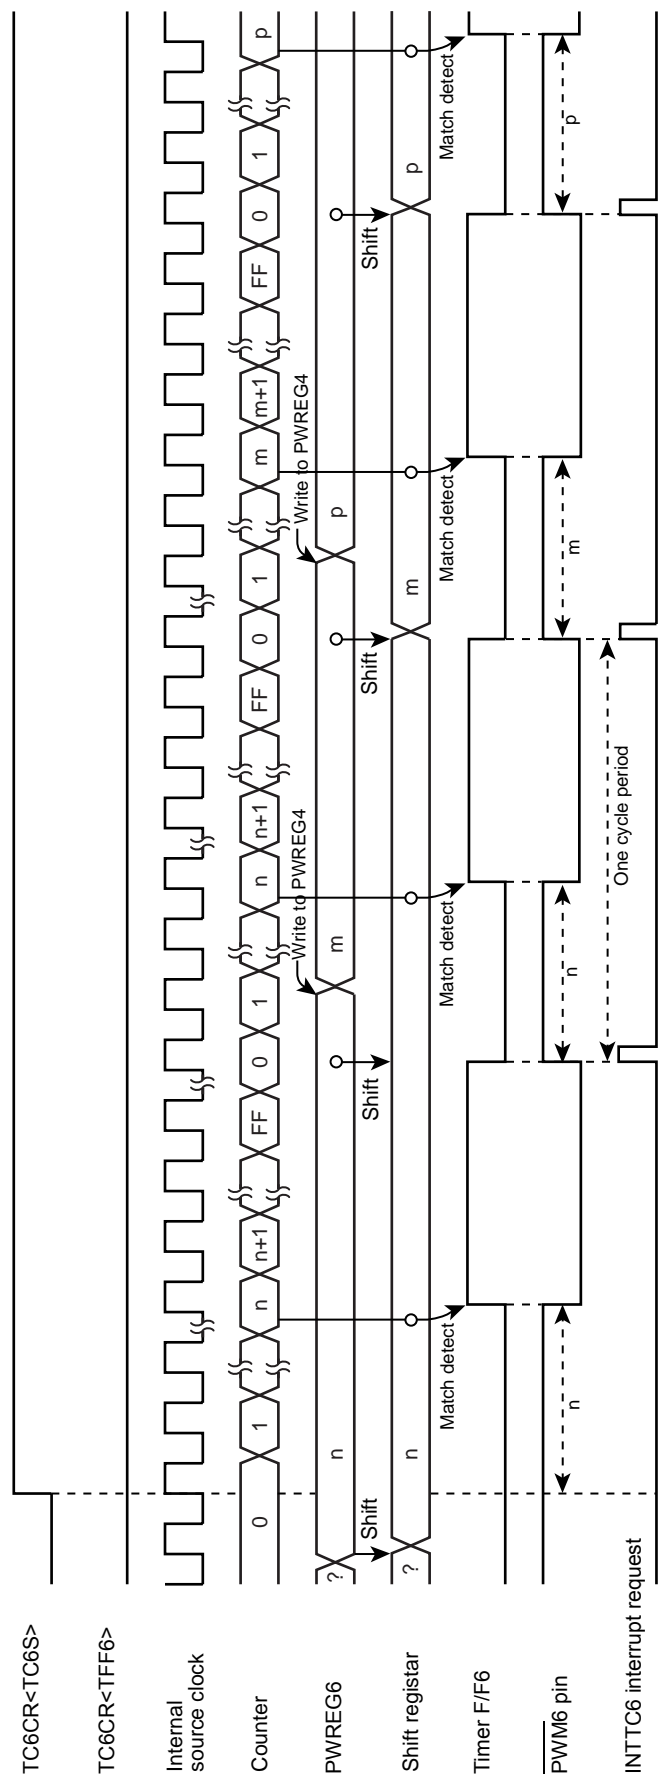 TC6CR<TC6S>
TC6CR<TFF6>
Internal
source clock
Counter 0 1 n n+1 FF 0 1 n n+1 FF 0 1 m m+1 FF 0 1 p
Write to PWREG4 Write to PWREG4
PWREG6 ? n m p
Shift Shift Shift Shift
Shift registar ? n m p
Match detect Match detect Match detect Match detect
Timer F/F6
PWM6 pin n n m p
One cycle period
INTTC6 interrupt request